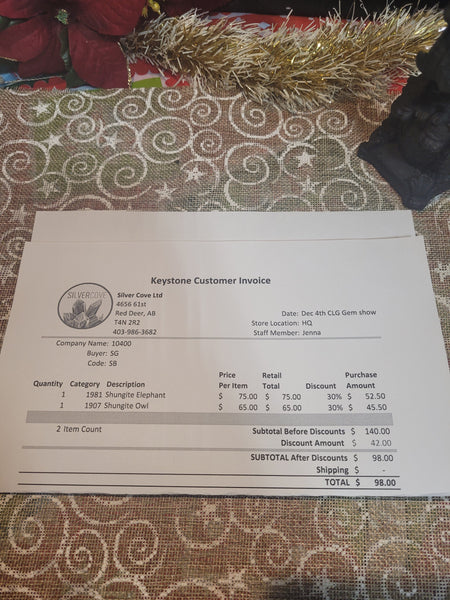 Keystone Customer Invoice
SILVERCOVE
Silver Cove Ltd
4656 61st
Red Deer, AB
T4N 2R2
403-986-3682
Date: Dec 4th CLG Gem show
Store Location: HQ
Staff Member: Jenna
Company Name: 10400
Buyer: SG
Code: SB
Price Retail Purchase
Quantity Category Description Per Item Total Discount Amount
1 1981 Shungite Elephant $ 75.00 $ 75.00 30% $ 52.50
1 1907 Shungite Owl $ 65.00 $ 65.00 30% $ 45.50
2 Item Count Subtotal Before Discounts $ 140.00
Discount Amount $ 42.00
SUBTOTAL After Discounts $ 98.00
Shipping $ -
TOTAL $ 98.00